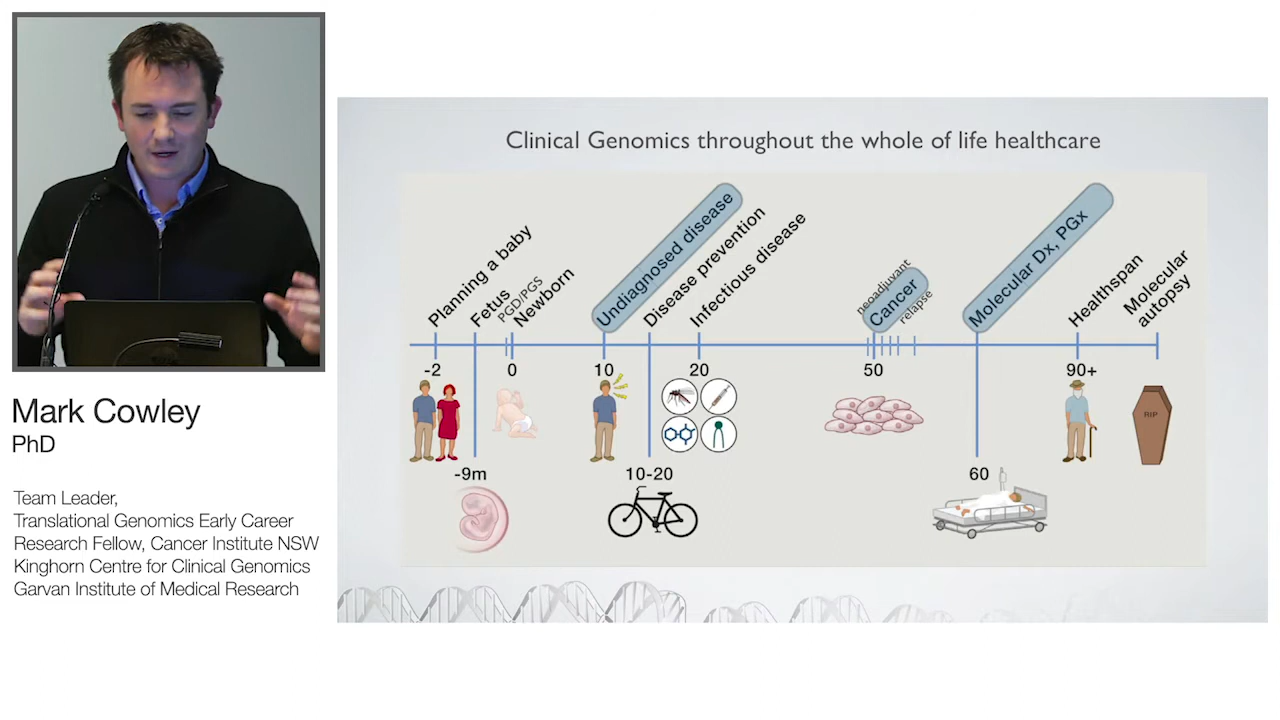 Mark Cowley
PhD
Team Leader,
Translational Genomics Early Career
Research Fellow, Cancer Institute NSW
Kinghorn Centre for Clinical Genomics
Garvan Institute of Medical Research
Clinical Genomics throughout the whole of life healthcare
Planning a baby
Fetus
PGD/PGS
Newborn
Undiagnosed disease
Disease prevention
Infectious disease
neoadjuvant
Cancer
relapse
Molecular Dx, PGx
Healthspan
Molecular
autopsy
-2
0
10
20
50
90+
RIP
-9m
10-20
60